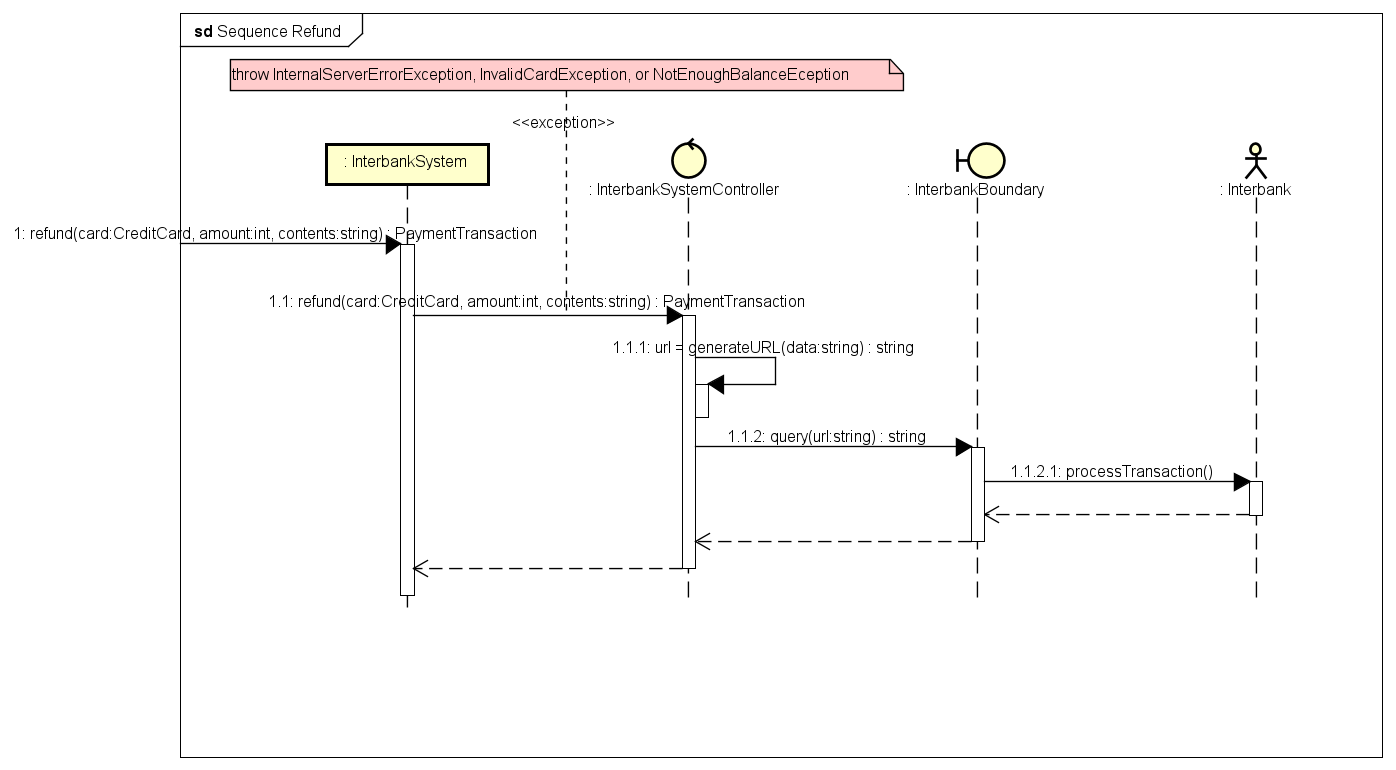 sd Sequence Refund
throw InternalServerErrorException, InvalidCardException, or NotEnoughBalanceEception
<<exception>>
: InterbankSystem
: InterbankSystemController
: InterbankBoundary
: Interbank
1: refund(card:CreditCard, amount:int, contents:string) : PaymentTransaction
1.1: refund(card:CreditCard, amount:int, contents:string) : PaymentTransaction
1.1.1: url = generateURL(data:string) : string
1.1.2: query(url:string) : string
1.1.2.1: processTransaction()